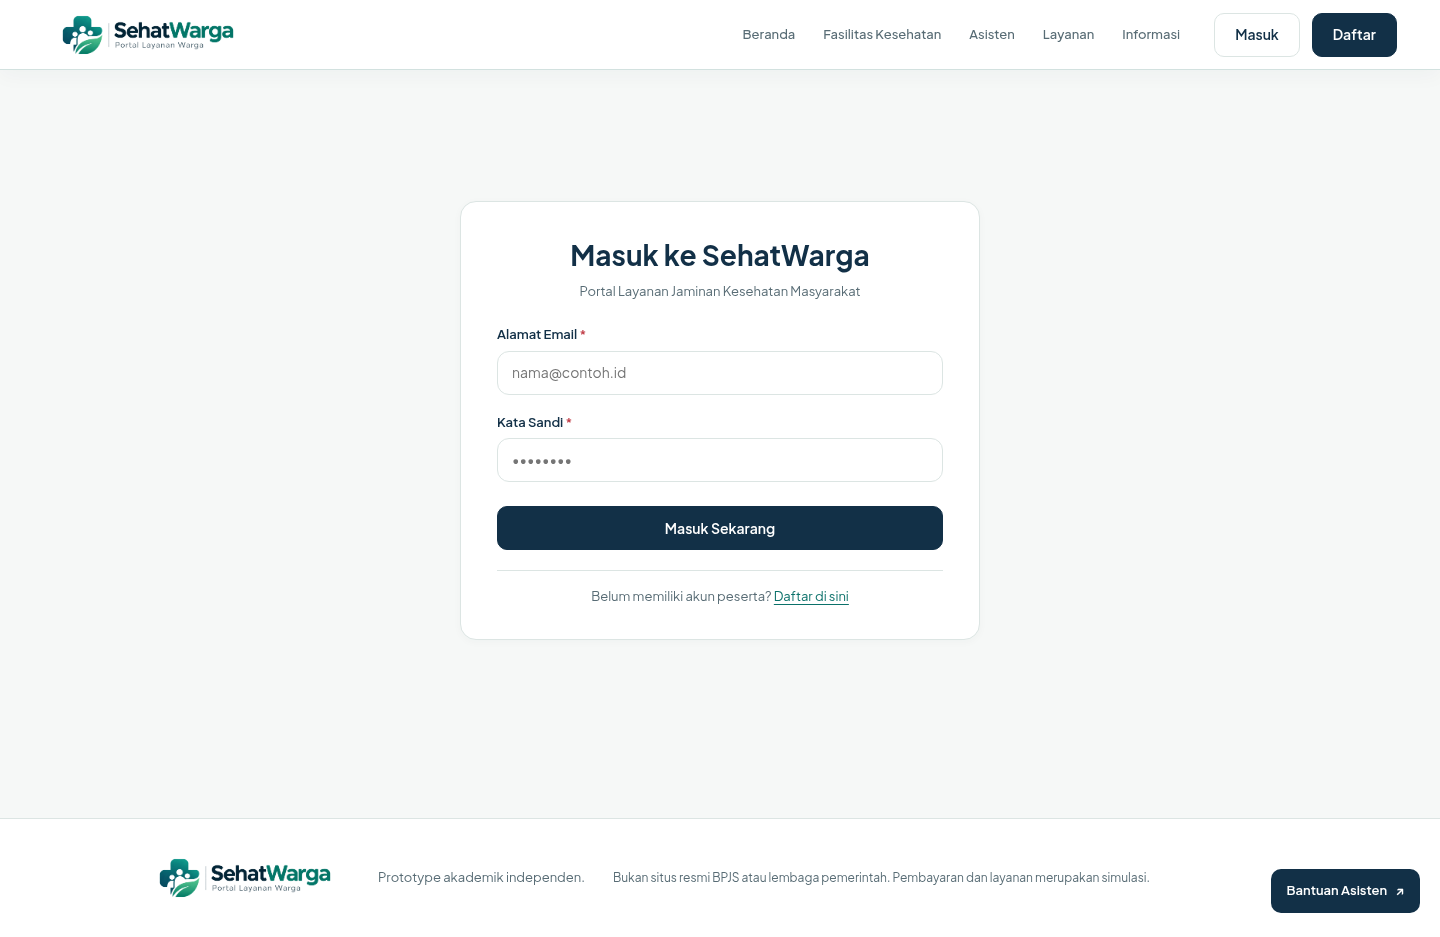 SehatWarga
Portal Layanan Warga
Beranda
Fasilitas Kesehatan
Asisten
Layanan
Informasi
Masuk
Daftar
Masuk ke SehatWarga
Portal Layanan Jaminan Kesehatan Masyarakat
Alamat Email *
nama@contoh.id
Kata Sandi *
••••••••
Masuk Sekarang
Belum memiliki akun peserta? Daftar di sini
SehatWarga
Portal Layanan Warga
Prototype akademik independen.
Bukan situs resmi BPJS atau lembaga pemerintah. Pembayaran dan layanan merupakan simulasi.
Bantuan Asisten ↗